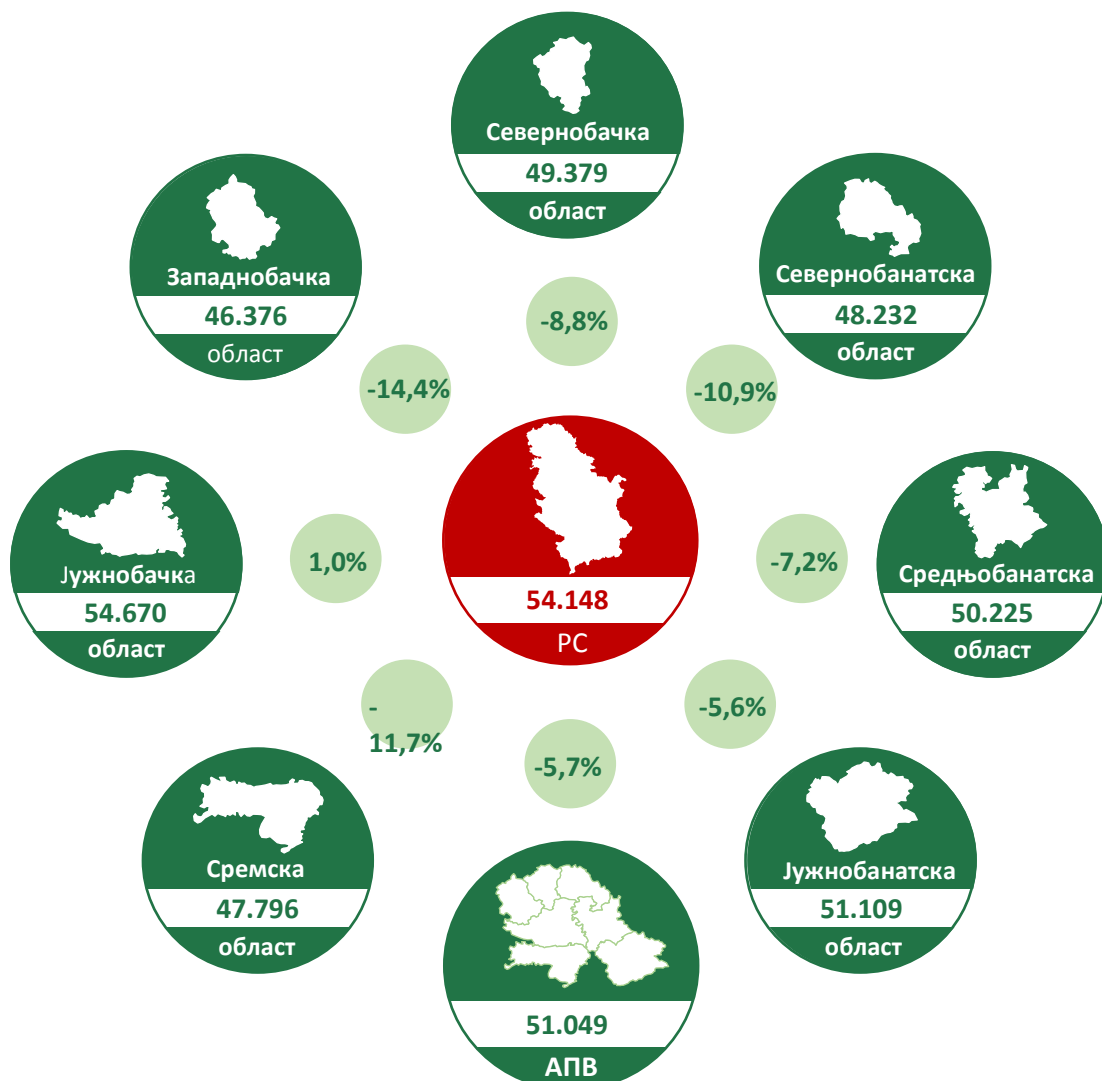 Севернобачка
49.379
област
Западнобачка
46.376
област
Севернобанатска
48.232
област
-8,8%
-14,4%
-10,9%
Јужнобачка
54.670
област
1,0%
54.148
РС
-7,2%
Средњобанатска
50.225
област
-
11,7%
-5,7%
-5,6%
Сремска
47.796
област
51.049
АПВ
Јужнобанатска
51.109
област